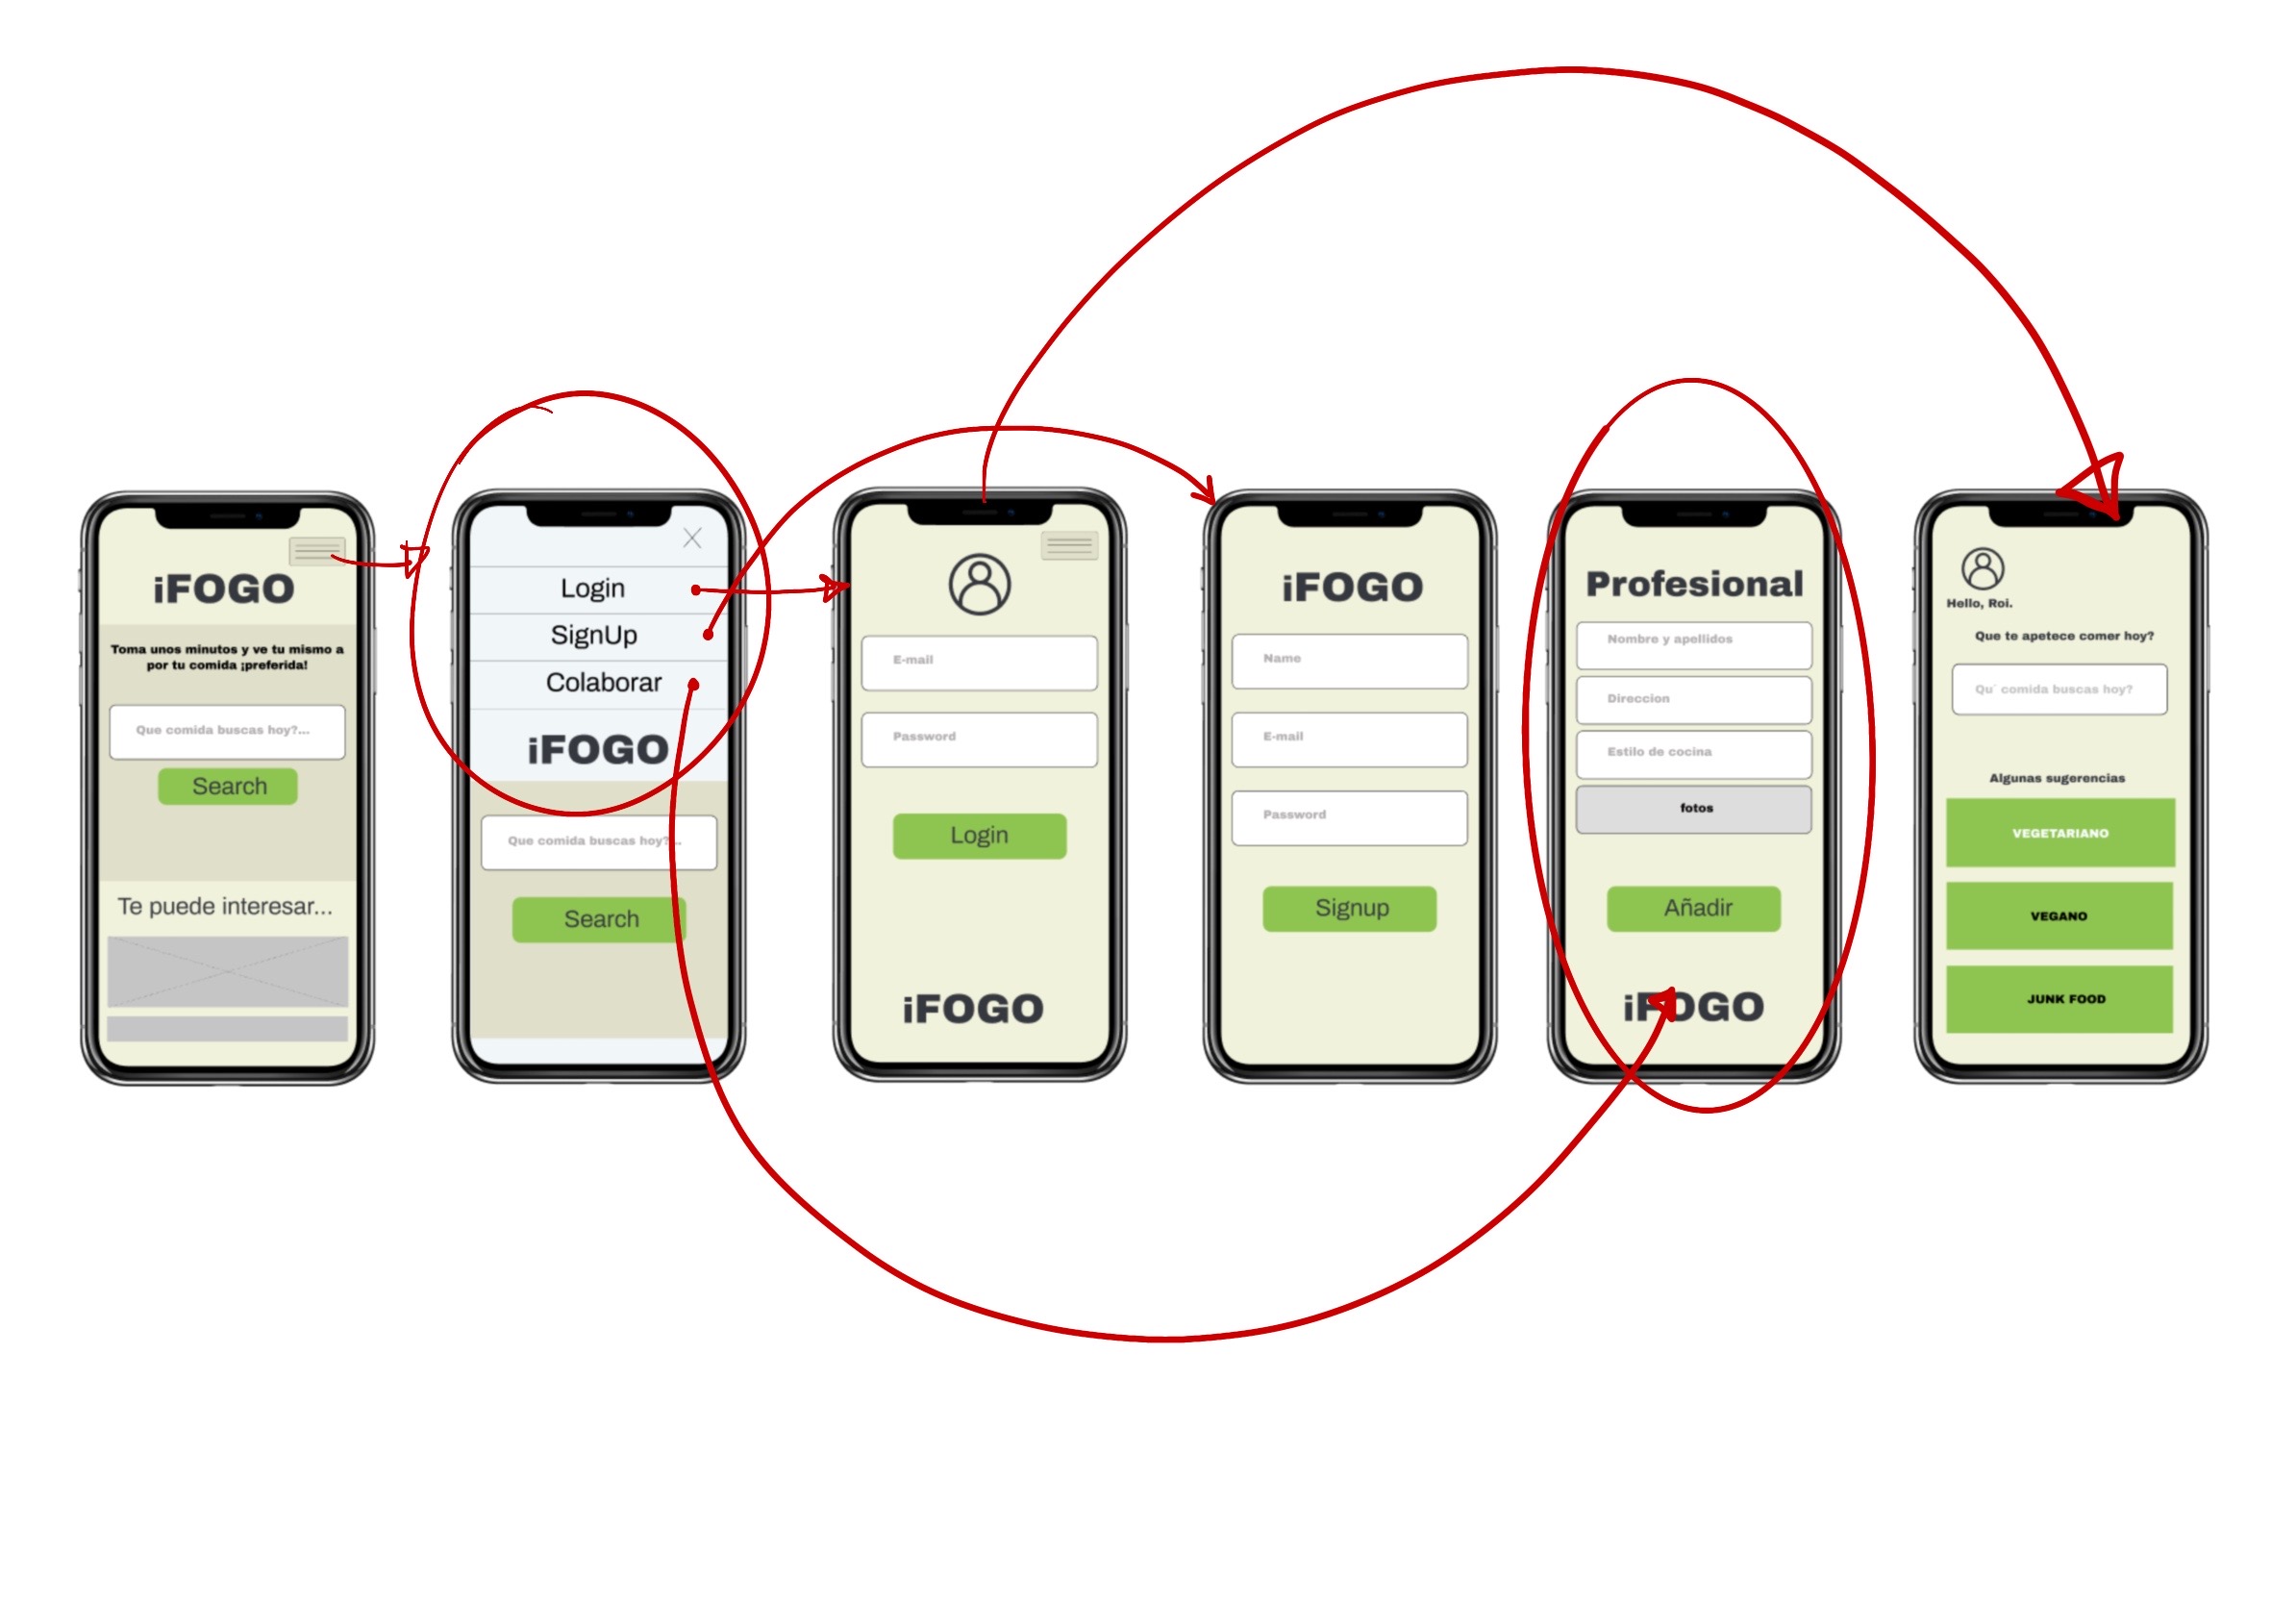 iFOGO
Toma unos minutos y ve tu mismo a
por tu comida ¡preferida!
Que comida buscas hoy?...
Search
Te puede interesar...
Login
SignUp
Colaborar
iFOGO
Que comida buscas hoy?...
Search
E-mail
Password
Login
iFOGO
iFOGO
Name
E-mail
Password
Signup
Profesional
Nombre y apellidos
Direccion
Estilo de cocina
fotos
Añadir
iFOGO
Hello, Roi.
Que te apetece comer hoy?
Qu´ comida buscas hoy?
Algunas sugerencias
VEGETARIANO
VEGANO
JUNK FOOD